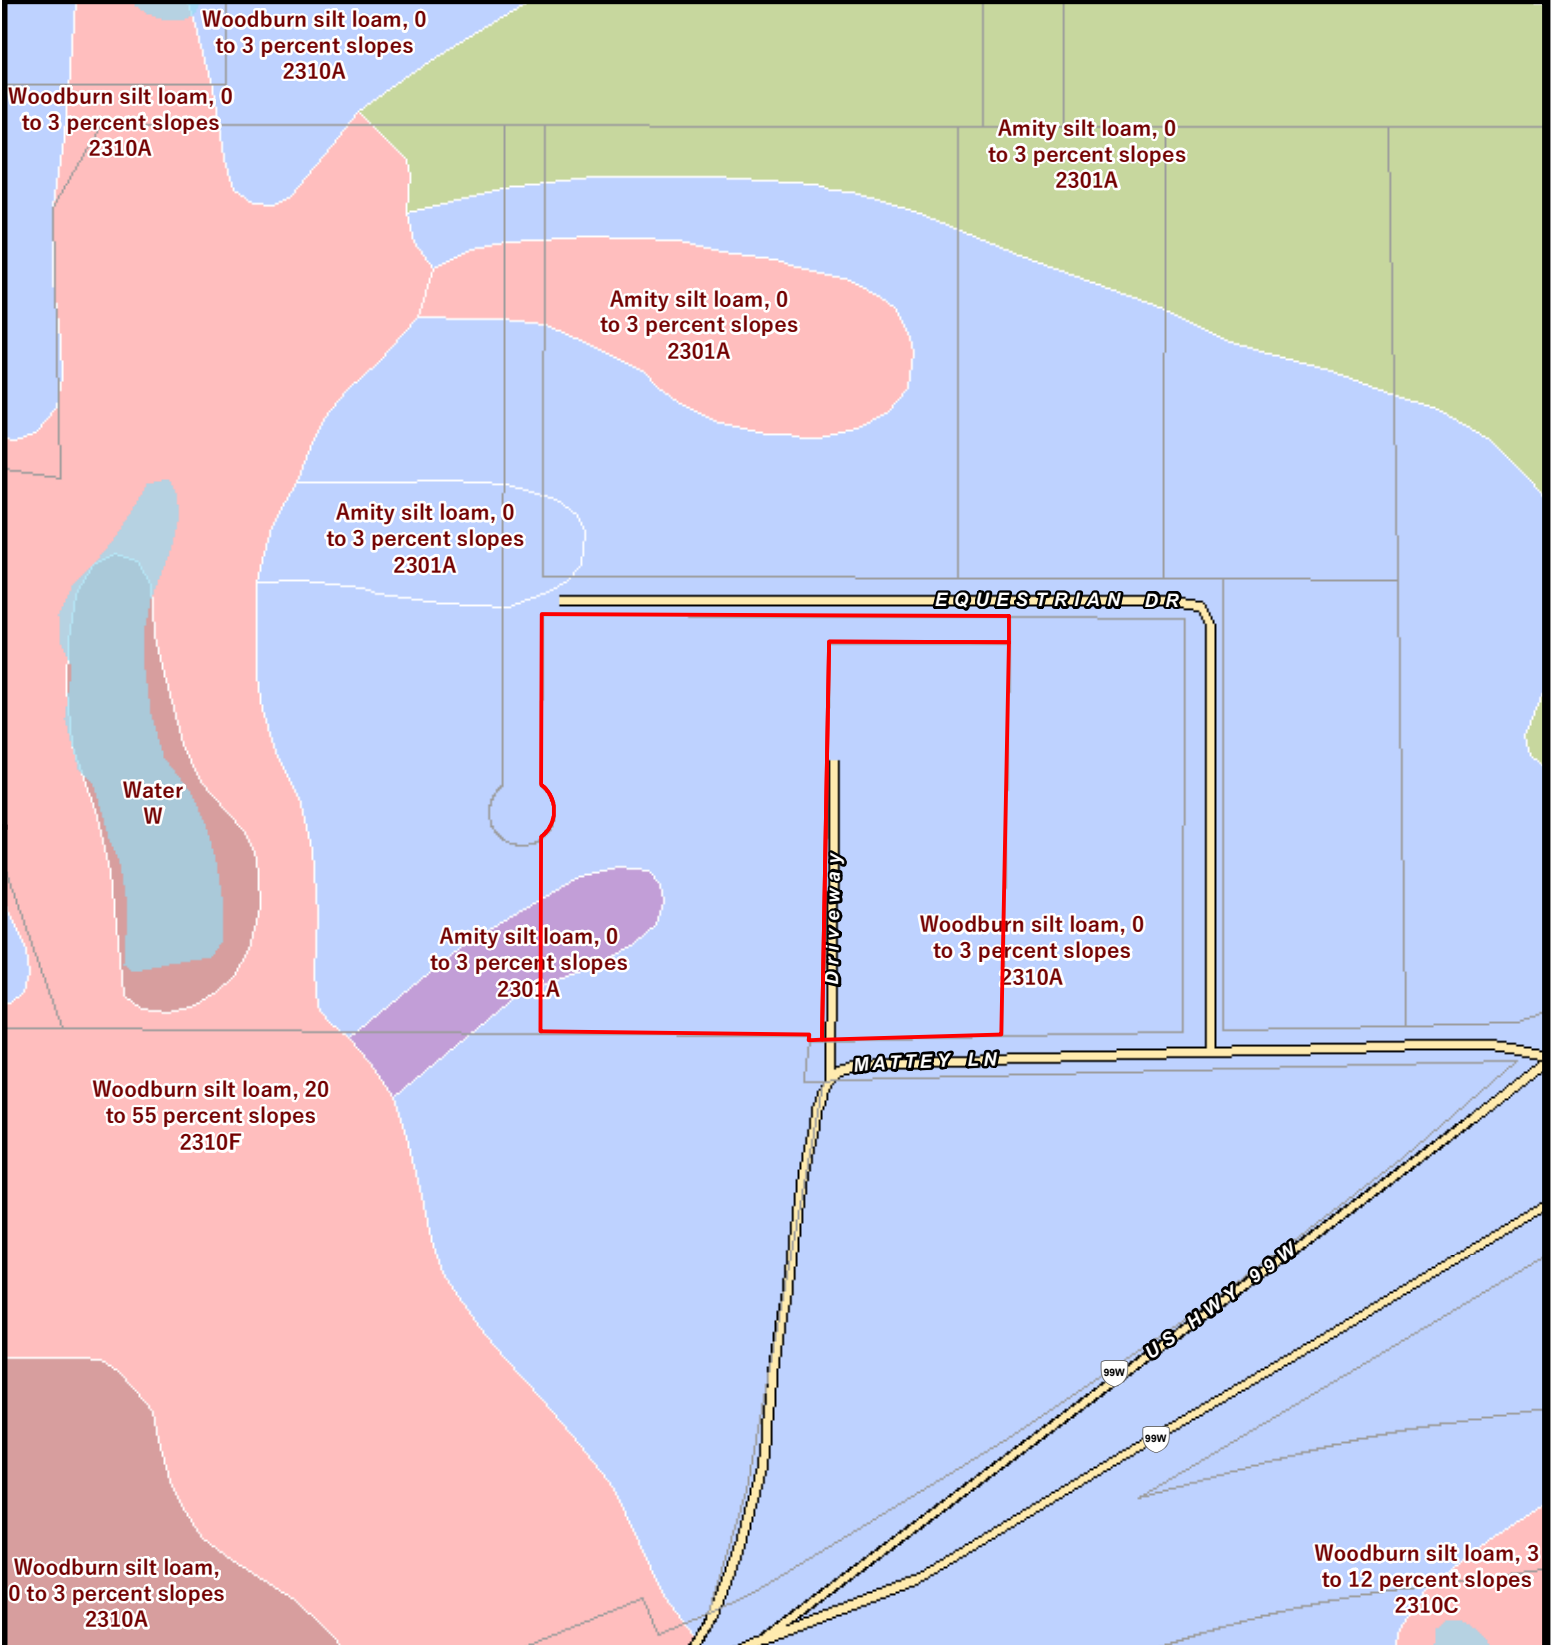 Woodburn silt loam, 0
to 3 percent slopes
2310A
Woodburn silt loam, 0
to 3 percent slopes
2310A
Amity silt loam, 0
to 3 percent slopes
2301A
Amity silt loam, 0
to 3 percent slopes
2301A
Amity silt loam, 0
to 3 percent slopes
2301A
EQUESTRIAN DR
Water
W
Driveway
Amity silt loam, 0
to 3 percent slopes
2301A
Woodburn silt loam, 0
to 3 percent slopes
2310A
MATTEY LN
Woodburn silt loam, 20
to 55 percent slopes
2310F
US HWY 99W
99W
99W
Woodburn silt loam,
0 to 3 percent slopes
2310A
Woodburn silt loam, 3
to 12 percent slopes
2310C